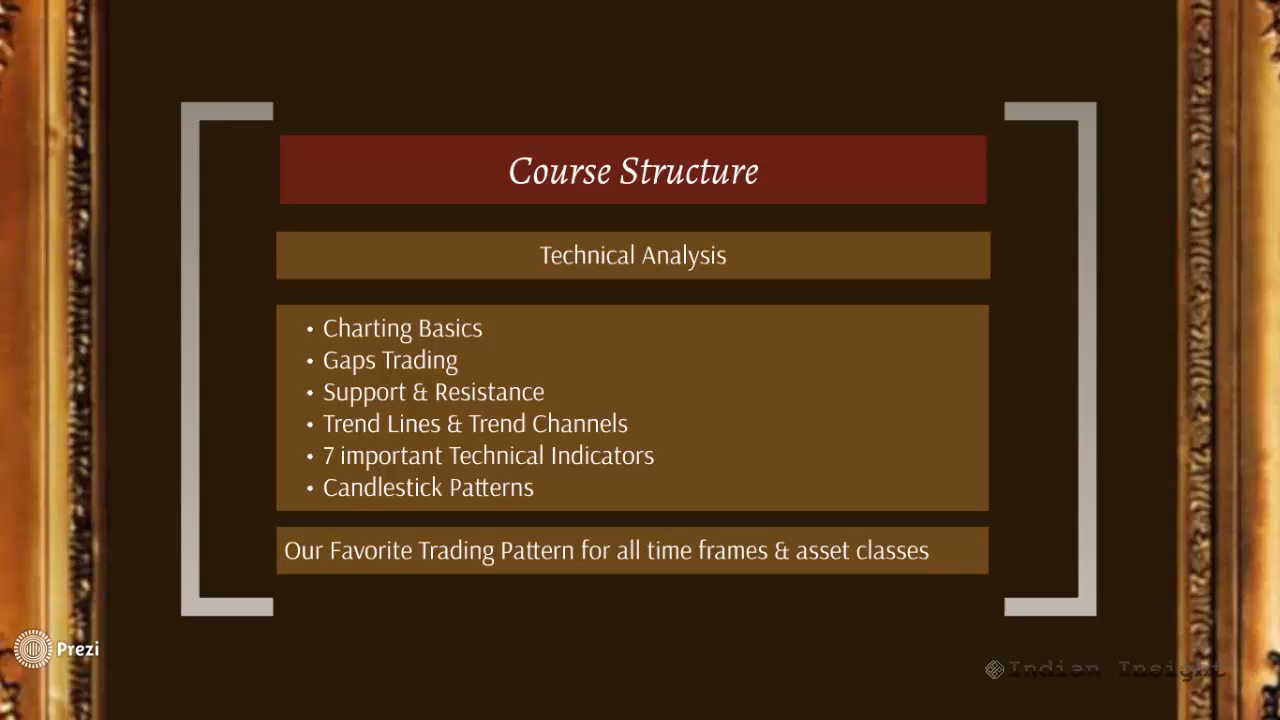 Course Structure
Technical Analysis
• Charting Basics
• Gaps Trading
• Support & Resistance
• Trend Lines & Trend Channels
• 7 important Technical Indicators
• Candlestick Patterns
Our Favorite Trading Pattern for all time frames & asset classes
Prezi
Indian Insight